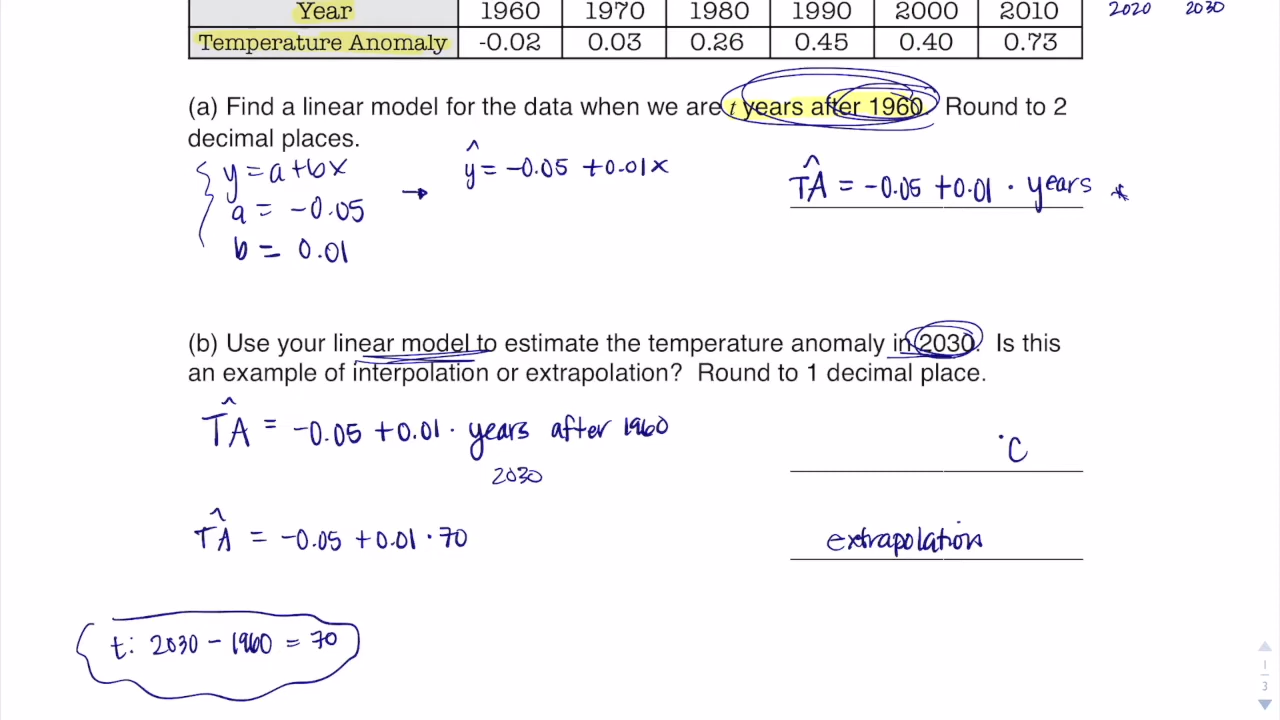 Year 1960 1970 1980 1990 2000 2010 2020 2030
Temperature Anomaly -0.02 0.03 0.26 0.45 0.40 0.73
(a) Find a linear model for the data when we are t years after 1960. Round to 2
decimal places.
y = a + bx
a = -0.05
b = 0.01
→ ŷ = -0.05 + 0.01x
T̂A = -0.05 + 0.01 · years *
(b) Use your linear model to estimate the temperature anomaly in 2030. Is this
an example of interpolation or extrapolation? Round to 1 decimal place.
T̂A = -0.05 + 0.01 · years after 1960
2030
°C
T̂A = -0.05 + 0.01 · 70
extrapolation
t: 2030 - 1960 = 70
1
3